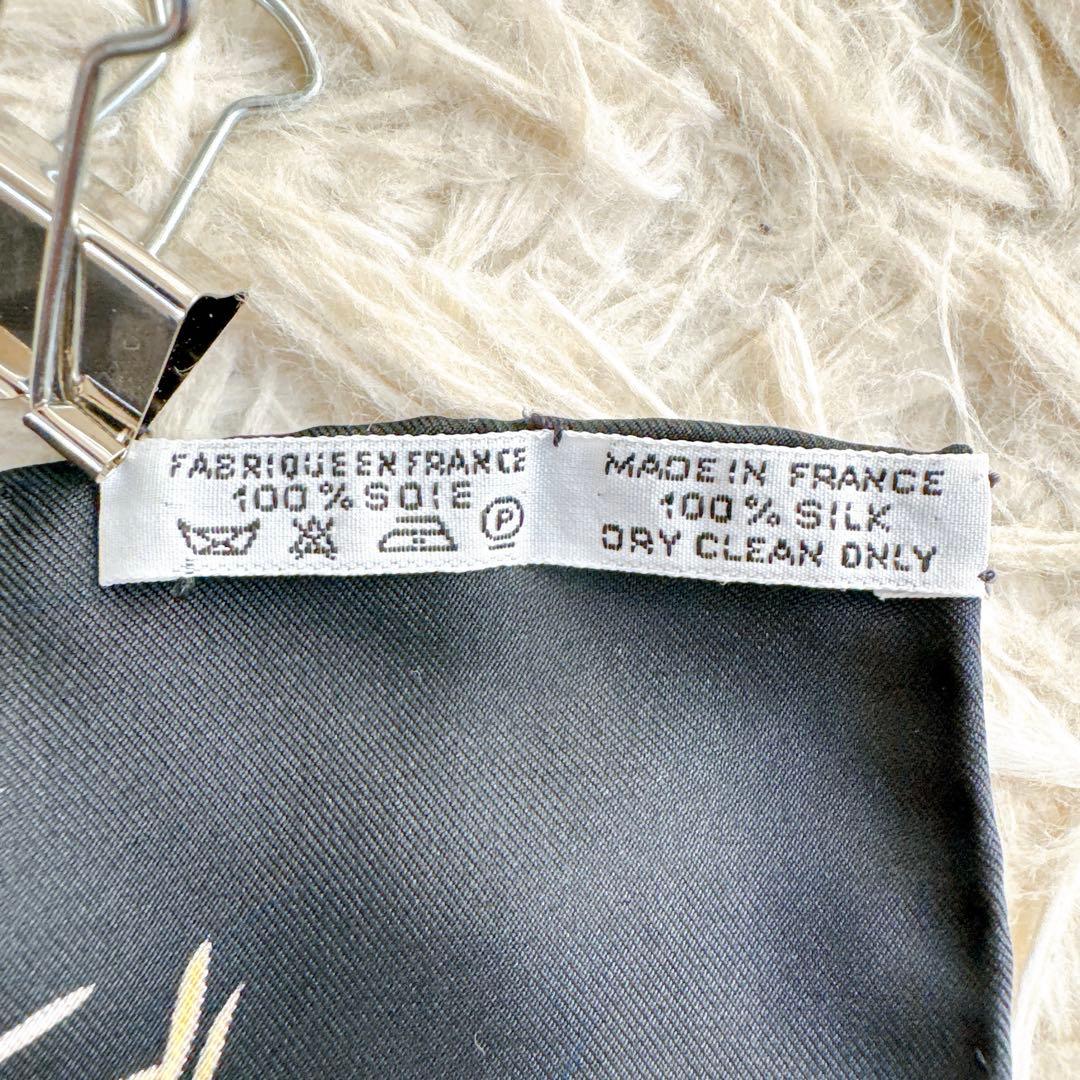 FABRIQUE EN FRANCE
100% SOIE
P
MADE IN FRANCE
100% SILK
DRY CLEAN ONLY